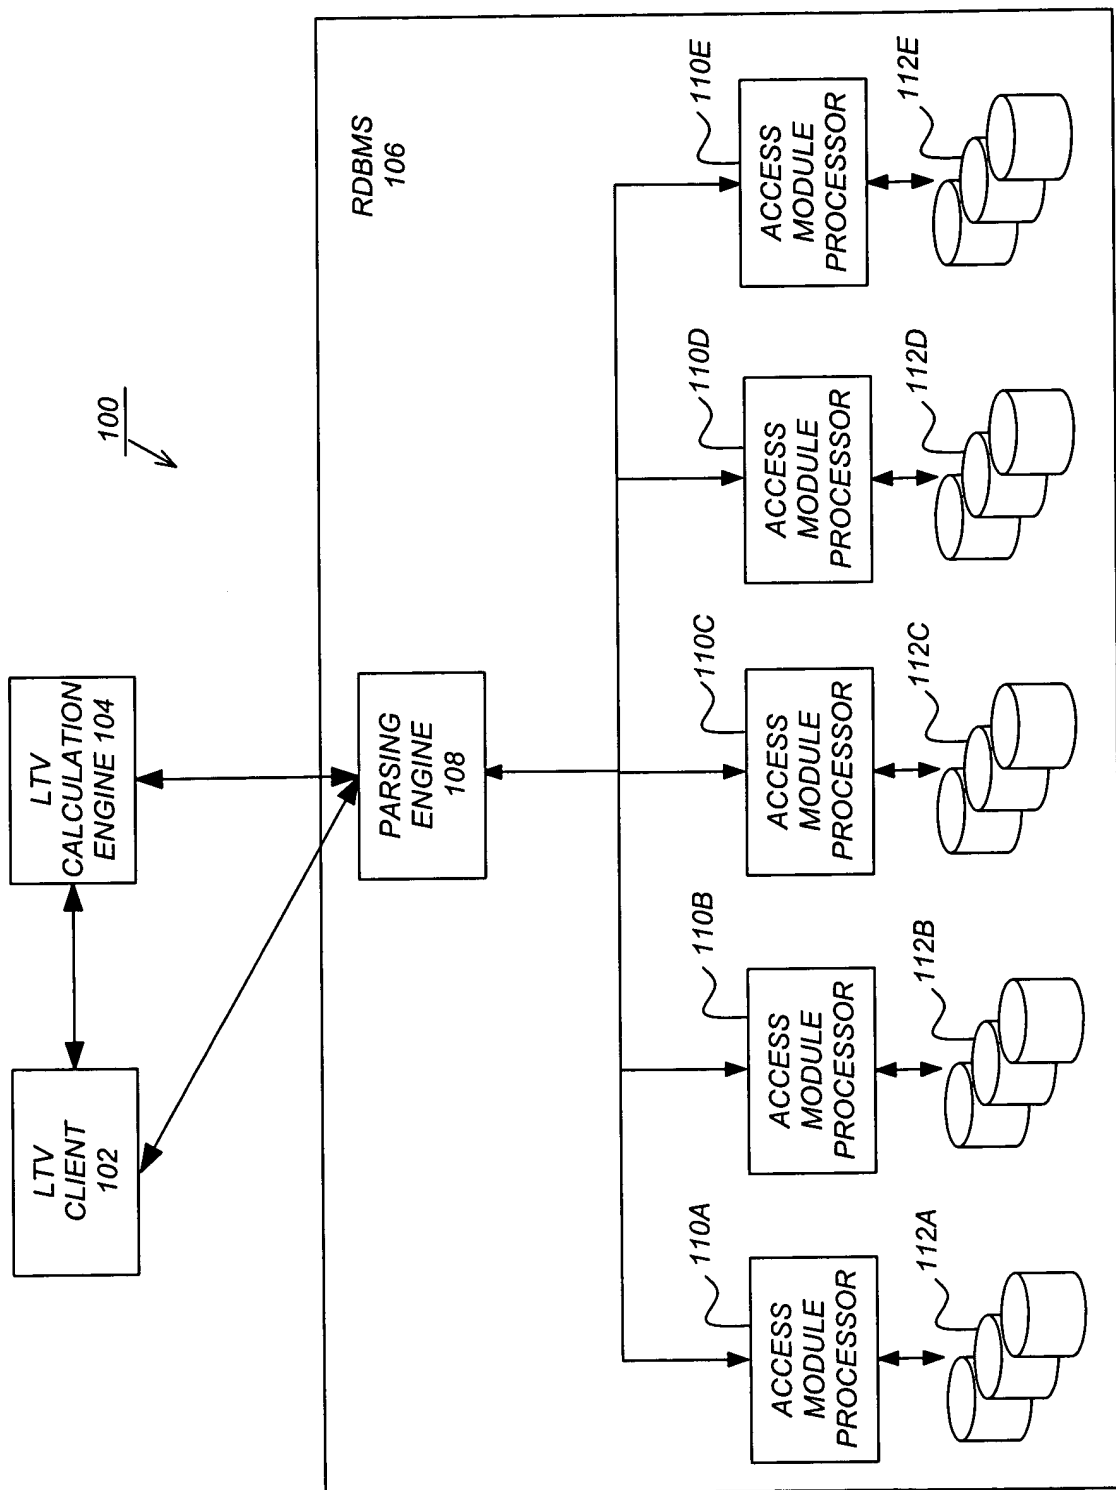 100
LTV
CLIENT
102
LTV
CALCULATION
ENGINE 104
RDBMS
106
PARSING
ENGINE
108
110A
110B
110C
110D
110E
ACCESS
MODULE
PROCESSOR
ACCESS
MODULE
PROCESSOR
ACCESS
MODULE
PROCESSOR
ACCESS
MODULE
PROCESSOR
ACCESS
MODULE
PROCESSOR
112A
112B
112C
112D
112E